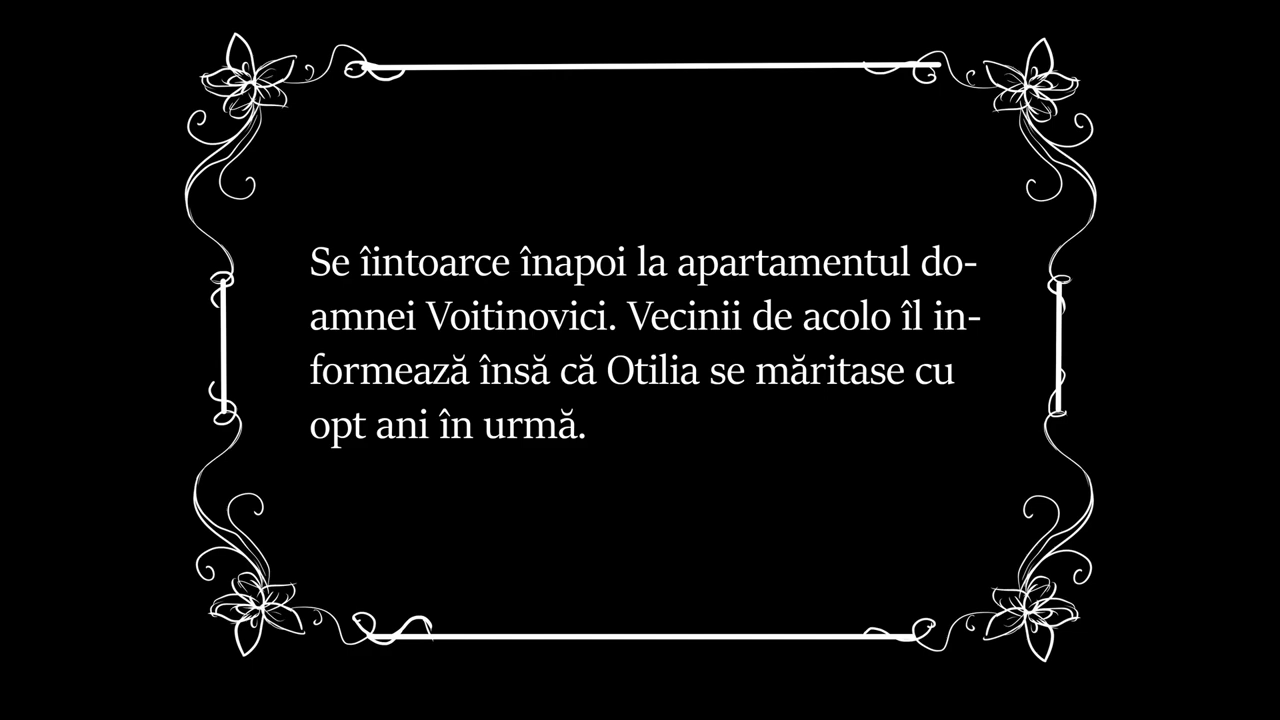 Se îintoarce înapoi la apartamentul do-
amnei Voitinovici. Vecinii de acolo îl in-
formează însă că Otilia se măritase cu
opt ani în urmă.